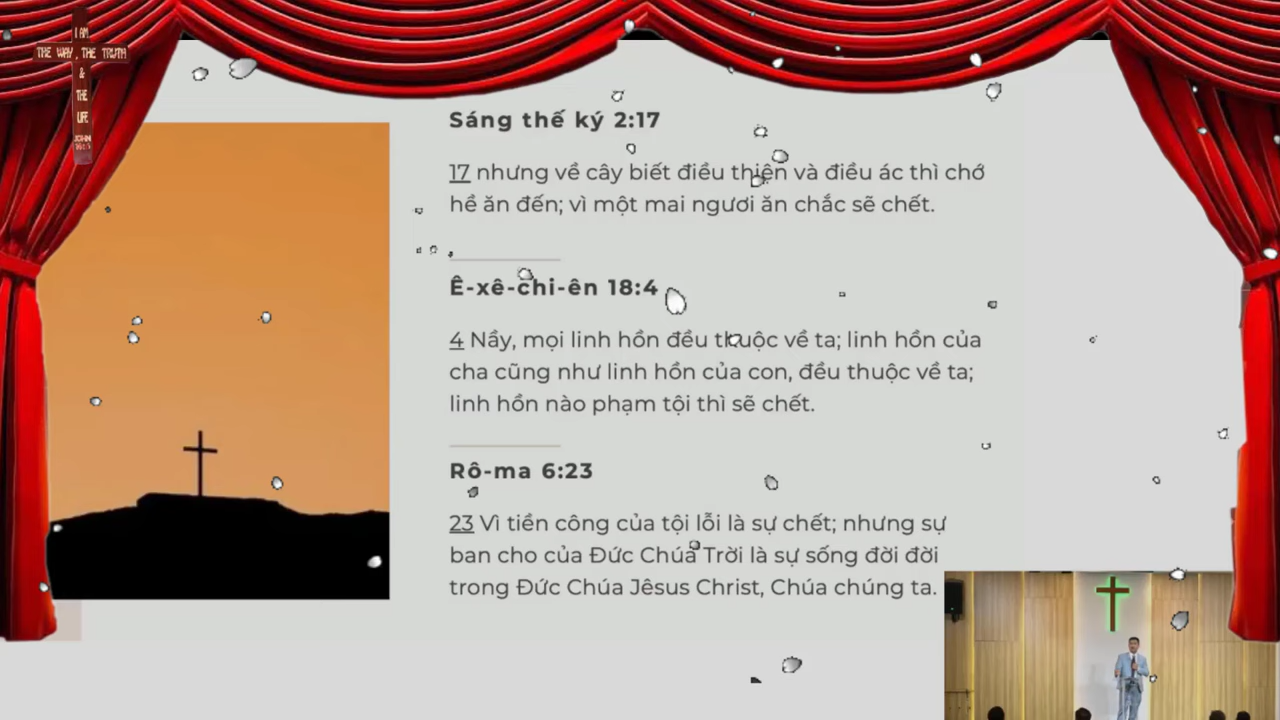 I AM
THE WAY, THE TRUTH
&
THE
LIFE
JOHN
Sáng thế ký 2:17
17 nhưng về cây biết điều thiện và điều ác thì chớ
hề ăn đến; vì một mai ngươi ăn chắc sẽ chết.
Ê-xê-chi-ên 18:4
4 Nầy, mọi linh hồn đều thuộc về ta; linh hồn của
cha cũng như linh hồn của con, đều thuộc về ta;
linh hồn nào phạm tội thì sẽ chết.
Rô-ma 6:23
23 Vì tiền công của tội lỗi là sự chết; nhưng sự
ban cho của Đức Chúa Trời là sự sống đời đời
trong Đức Chúa Jêsus Christ, Chúa chúng ta.